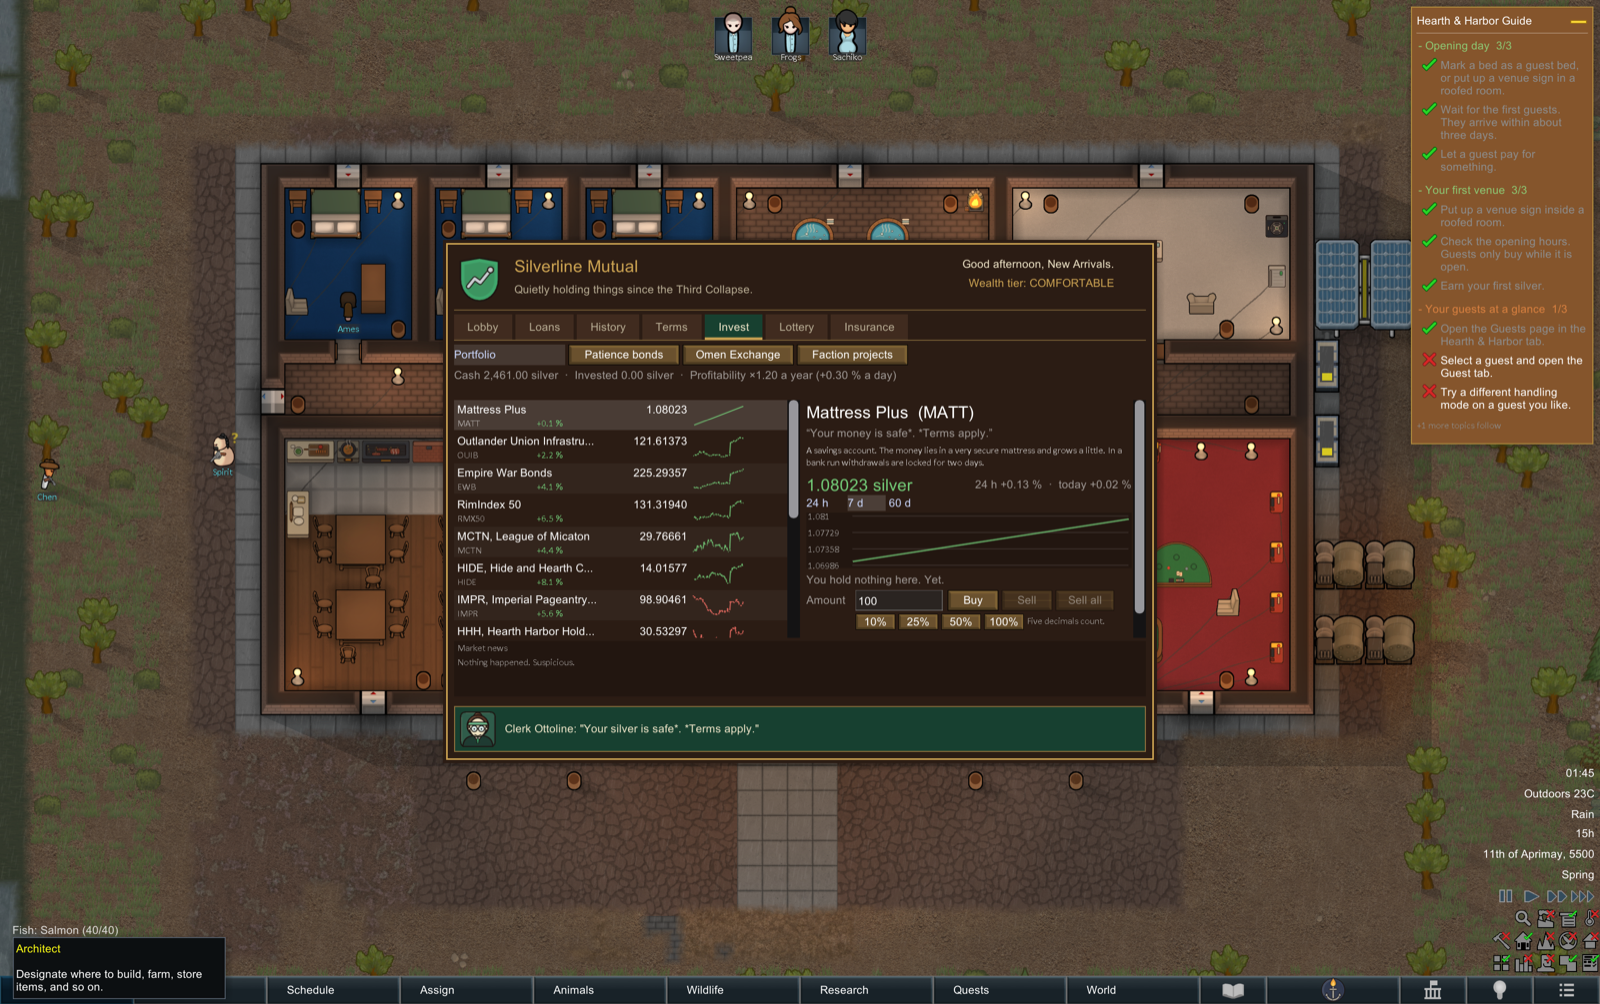 Sweetpea
Frogs
Sachiko
Hearth & Harbor Guide
- Opening day 3/3
Mark a bed as a guest bed,
or put up a venue sign in a
roofed room.
Wait for the first guests.
They arrive within about
three days.
Let a guest pay for
something.
- Your first venue 3/3
Put up a venue sign inside a
roofed room.
Check the opening hours.
Guests only buy while it is
open.
Earn your first silver.
- Your guests at a glance 1/3
Open the Guests page in the
Hearth & Harbor tab.
Select a guest and open the
Guest tab.
Try a different handling
mode on a guest you like.
+1 more topics follow
Ames
?
Spirit
Chen
Silverline Mutual
Quietly holding things since the Third Collapse.
Good afternoon, New Arrivals.
Wealth tier: COMFORTABLE
Lobby
Loans
History
Terms
Invest
Lottery
Insurance
Portfolio
Patience bonds
Omen Exchange
Faction projects
Cash 2,461.00 silver · Invested 0.00 silver · Profitability ×1.20 a year (+0.30 % a day)
Mattress Plus 1.08023
MATT +0.1 %
Outlander Union Infrastru... 121.61373
OUIB +2.2 %
Empire War Bonds 225.29357
EWB +4.1 %
RimIndex 50 131.31940
RMX50 +6.5 %
MCTN, League of Micaton 29.76661
MCTN +4.4 %
HIDE, Hide and Hearth C... 14.01577
HIDE +8.1 %
IMPR, Imperial Pageantry... 98.90461
IMPR +5.6 %
HHH, Hearth Harbor Hold... 30.53297
Mattress Plus (MATT)
"Your money is safe*. *Terms apply."
A savings account. The money lies in a very secure mattress and grows a little. In a
bank run withdrawals are locked for two days.
1.08023 silver
24 h +0.13 % · today +0.02 %
24 h 7 d 60 d
1.081
1.07729
1.07358
1.06986
You hold nothing here. Yet.
Amount 100 Buy Sell Sell all
10% 25% 50% 100% Five decimals count.
Market news
Nothing happened. Suspicious.
Clerk Ottoline: "Your silver is safe*. *Terms apply."
01:45
Outdoors 23C
Rain
15h
11th of Aprimay, 5500
Spring
Fish: Salmon (40/40)
Architect
Designate where to build, farm, store
items, and so on.
Schedule
Assign
Animals
Wildlife
Research
Quests
World